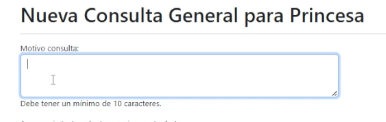 Nueva Consulta General para Princesa
Motivo consulta:
Debe tener un mínimo de 10 caracteres.